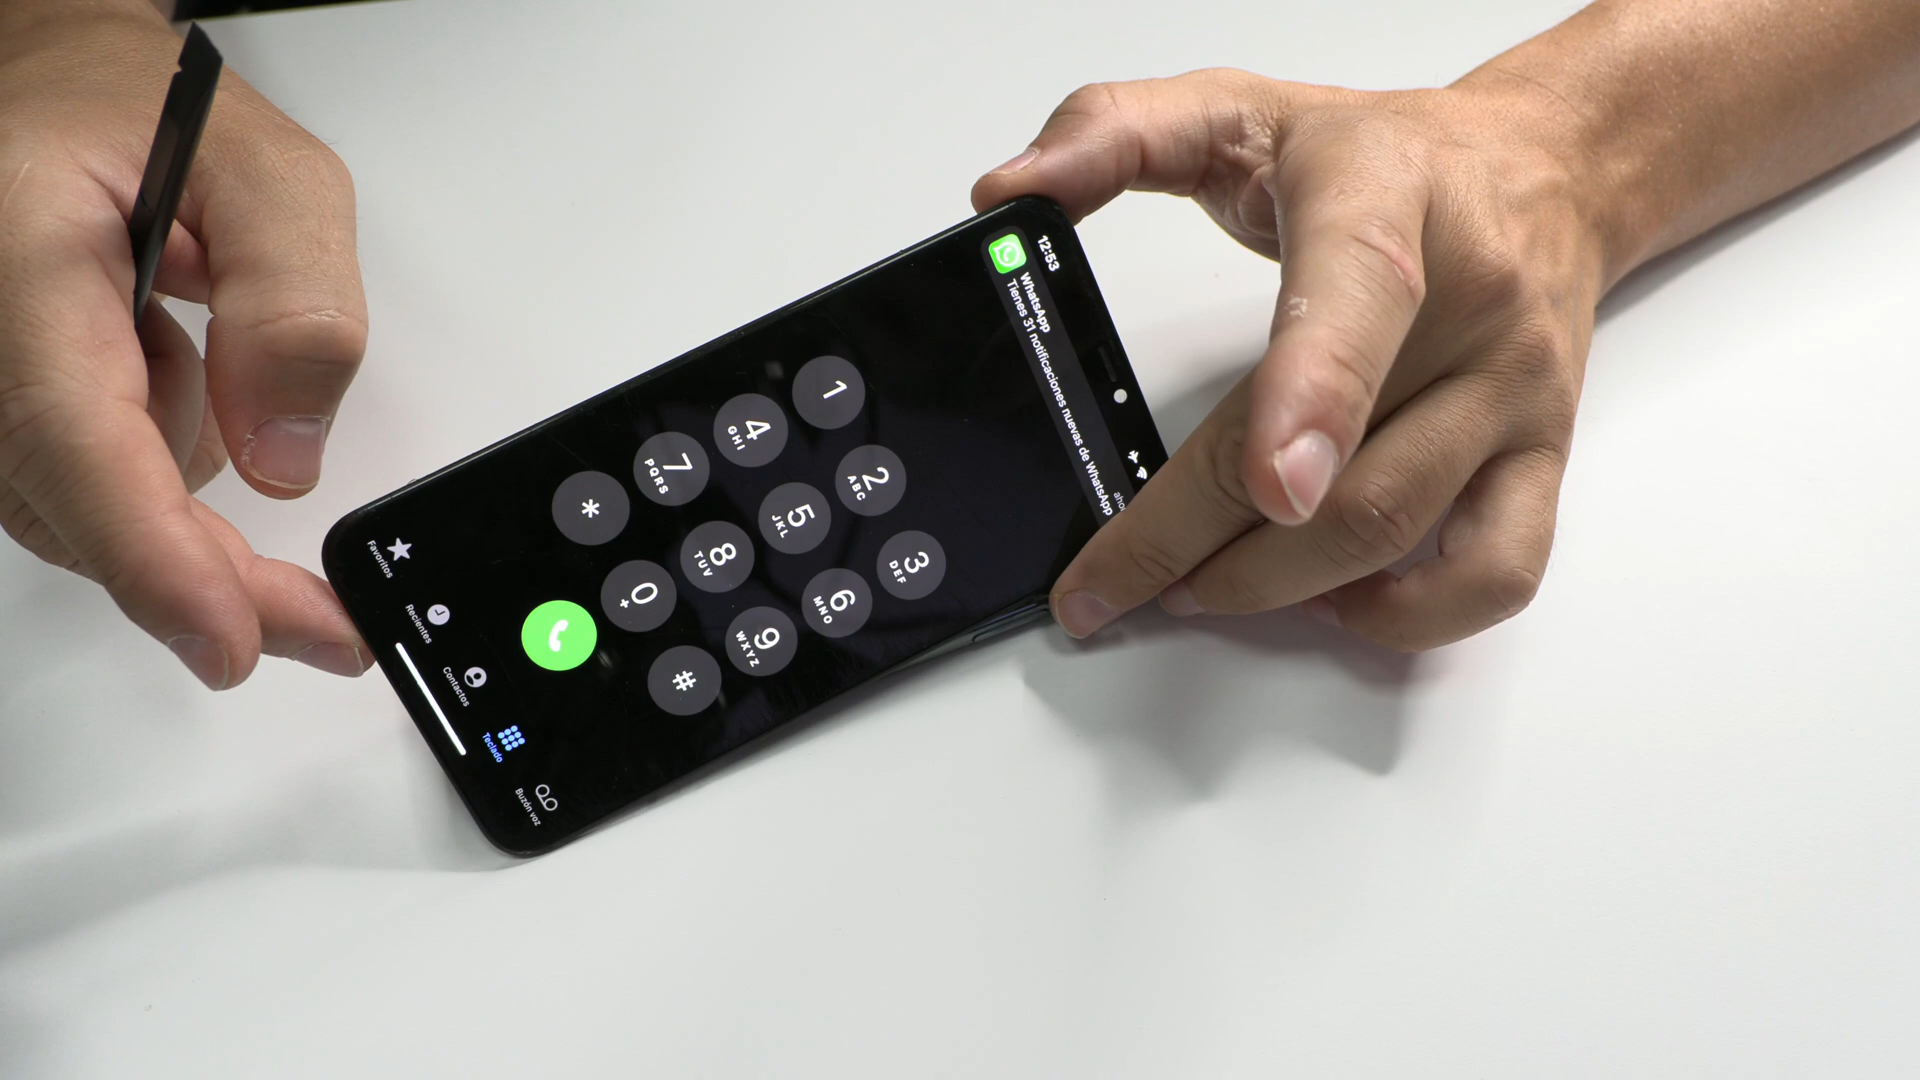 12:53
WhatsApp
Tienes 31 notificaciones nuevas de WhatsApp
1
2
ABC
3
DEF
4
GHI
5
JKL
6
MNO
7
PQRS
8
TUV
9
WXYZ
*
0
+
#
Favoritos
Recientes
Contactos
Teclado
Buzón voz